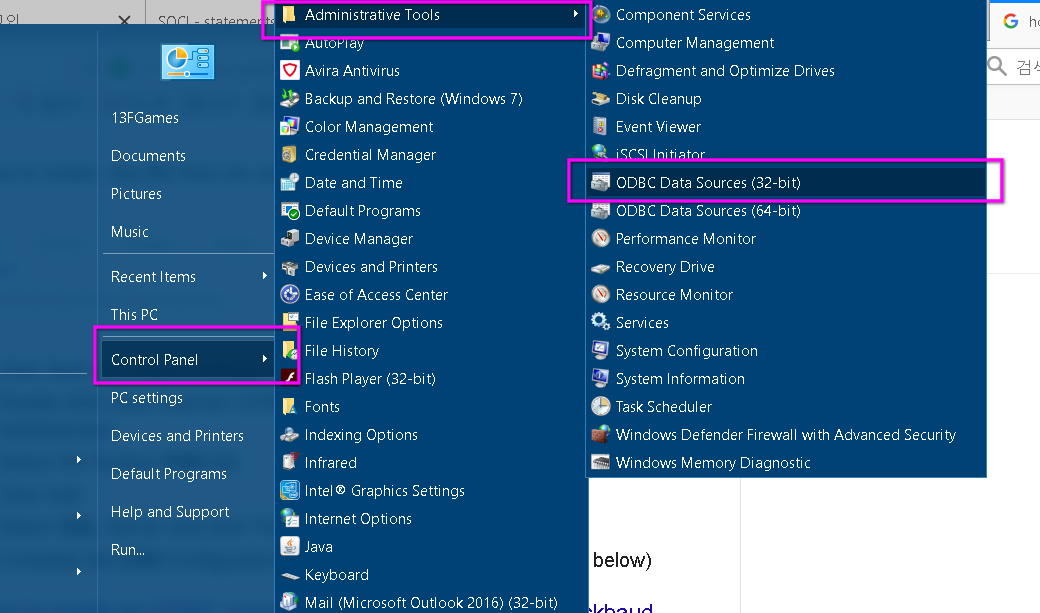 SQCL - statements
13FGames
Documents
Pictures
Music
Recent Items
This PC
Control Panel
PC settings
Devices and Printers
Default Programs
Help and Support
Run...
Administrative Tools
AutoPlay
Avira Antivirus
Backup and Restore (Windows 7)
Color Management
Credential Manager
Date and Time
Default Programs
Device Manager
Devices and Printers
Ease of Access Center
File Explorer Options
File History
Flash Player (32-bit)
Fonts
Indexing Options
Infrared
Intel® Graphics Settings
Internet Options
Java
Keyboard
Mail (Microsoft Outlook 2016) (32-bit)
Component Services
Computer Management
Defragment and Optimize Drives
Disk Cleanup
Event Viewer
iSCSI Initiator
ODBC Data Sources (32-bit)
ODBC Data Sources (64-bit)
Performance Monitor
Recovery Drive
Resource Monitor
Services
System Configuration
System Information
Task Scheduler
Windows Defender Firewall with Advanced Security
Windows Memory Diagnostic
G
below)